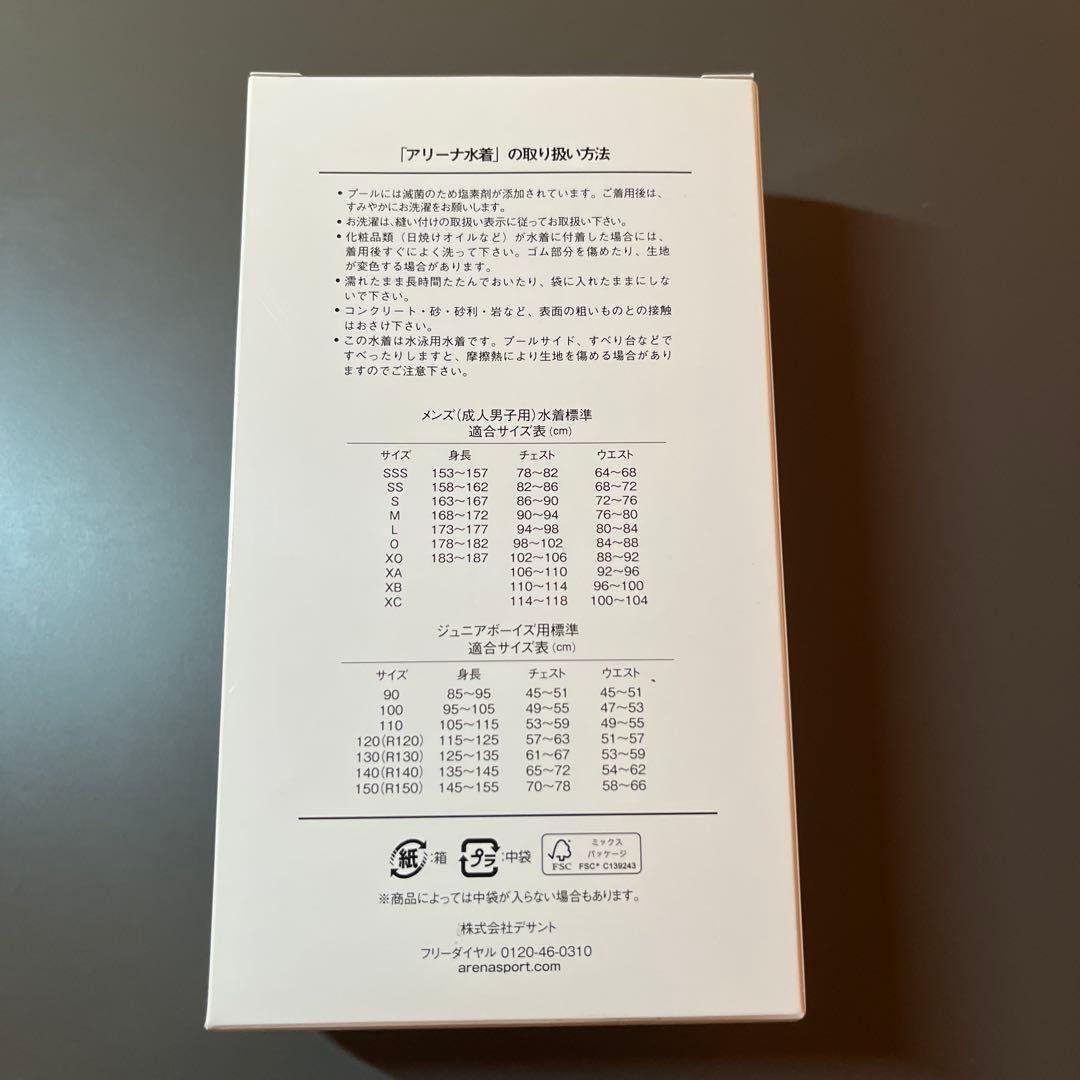 「アリーナ水着」の取り扱い方法
• プールには滅菌のため塩素剤が添加されています。ご着用後は、
すみやかにお洗濯をお願いします。
• お洗濯は、縫い付けの取扱い表示に従ってお取扱い下さい。
• 化粧品類（日焼けオイルなど）が水着に付着した場合には、
着用後すぐによく洗って下さい。ゴム部分を傷めたり、生地
が変色する場合があります。
• 濡れたまま長時間たたんでおいたり、袋に入れたままにしな
いで下さい。
• コンクリート・砂・砂利・岩など、表面の粗いものとの接触
はおさけ下さい。
• この水着は水泳用水着です。プールサイド、すべり台などで
すべったりしますと、摩擦熱により生地を傷める場合があり
ますのでご注意下さい。
メンズ（成人男子用）水着標準
適合サイズ表（cm）
サイズ 身長 チェスト ウエスト
SSS 153〜157 78〜82 64〜68
SS 158〜162 82〜86 68〜72
S 163〜167 86〜90 72〜76
M 168〜172 90〜94 76〜80
L 173〜177 94〜98 80〜84
O 178〜182 98〜102 84〜88
XO 183〜187 102〜106 88〜92
XA 106〜110 92〜96
XB 110〜114 96〜100
XC 114〜118 100〜104
ジュニアボーイズ用標準
適合サイズ表（cm）
サイズ 身長 チェスト ウエスト
90 85〜95 45〜51 45〜51
100 95〜105 49〜55 47〜53
110 105〜115 53〜59 49〜55
120（R120） 115〜125 57〜63 51〜57
130（R130） 125〜135 61〜67 53〜59
140（R140） 135〜145 65〜72 54〜62
150（R150） 145〜155 70〜78 58〜66
紙：箱 プラ：中袋 FSC ミックス
パッケージ
FSC® C139243
※商品によっては中袋が入らない場合もあります。
株式会社デサント
フリーダイヤル 0120-46-0310
arenasport.com